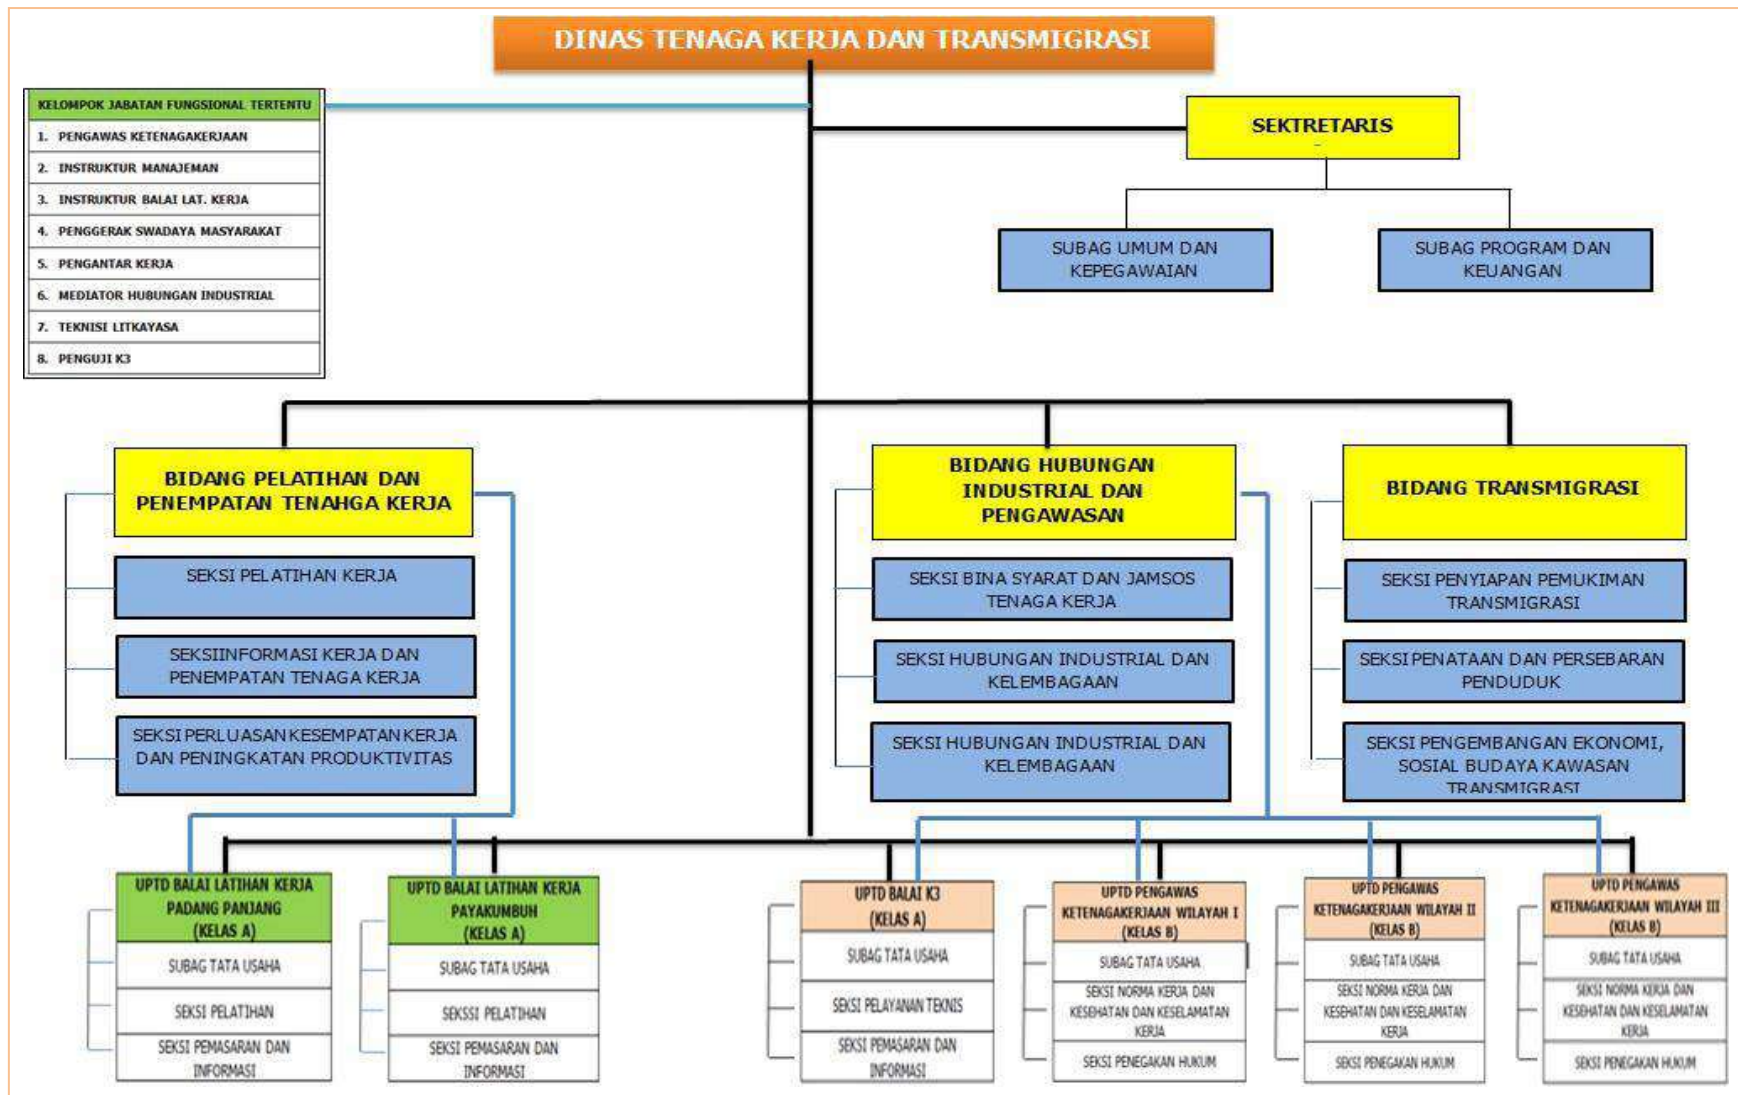 DINAS TENAGA KERJA DAN TRANSMIGRASI
KELOMPOK JABATAN FUNGSIONAL TERTENTU
1. PENGAWAS KETENAGAKERJAAN
2. INSTRUKTUR MANAJEMAN
3. INSTRUKTUR BALAI LAT. KERJA
4. PENGGERAK SWADAYA MASYARAKAT
5. PENGANTAR KERJA
6. MEDIATOR HUBUNGAN INDUSTRIAL
7. TEKNISI LITKAYASA
8. PENGUJI K3
SEKTRETARIS
–
SUBAG UMUM DAN
KEPEGAWAIAN
SUBAG PROGRAM DAN
KEUANGAN
BIDANG PELATIHAN DAN
PENEMPATAN TENAHGA KERJA
SEKSI PELATIHAN KERJA
SEKSIINFORMASI KERJA DAN
PENEMPATAN TENAGA KERJA
SEKSI PERLUASAN KESEMPATAN KERJA
DAN PENINGKATAN PRODUKTIVITAS
BIDANG HUBUNGAN
INDUSTRIAL DAN
PENGAWASAN
SEKSI BINA SYARAT DAN JAMSOS
TENAGA KERJA
SEKSI HUBUNGAN INDUSTRIAL DAN
KELEMBAGAAN
SEKSI HUBUNGAN INDUSTRIAL DAN
KELEMBAGAAN
BIDANG TRANSMIGRASI
SEKSI PENYIAPAN PEMUKIMAN
TRANSMIGRASI
SEKSI PENATAAN DAN PERSEBARAN
PENDUDUK
SEKSI PENGEMBANGAN EKONOMI,
SOSIAL BUDAYA KAWASAN
TRANSMIGRASI
UPTD BALAI LATIHAN KERJA
PADANG PANJANG
(KELAS A)
SUBAG TATA USAHA
SEKSI PELATIHAN
SEKSI PEMASARAN DAN
INFORMASI
UPTD BALAI LATIHAN KERJA
PAYAKUMBUH
(KELAS A)
SUBAG TATA USAHA
SEKSSI PELATIHAN
SEKSI PEMASARAN DAN
INFORMASI
UPTD BALAI K3
(KELAS A)
SUBAG TATA USAHA
SEKSI PELAYANAN TEKNIS
SEKSI PEMASARAN DAN
INFORMASI
UPTD PENGAWAS
KETENAGAKERJAAN WILAYAH I
(KELAS B)
SUBAG TATA USAHA
SEKSI NORMA KERJA DAN
KESEHATAN DAN KESELAMATAN
KERJA
SEKSI PENEGAKAN HUKUM
UPTD PENGAWAS
KETENAGAKERJAAN WILAYAH II
(KELAS B)
SUBAG TATA USAHA
SEKSI NORMA KERJA DAN
KESEHATAN DAN KESELAMATAN
KERJA
SEKSI PENEGAKAN HUKUM
UPTD PENGAWAS
KETENAGAKERJAAN WILAYAH III
(KELAS B)
SUBAG TATA USAHA
SEKSI NORMA KERJA DAN
KESEHATAN DAN KESELAMATAN
KERJA
SEKSI PENEGAKAN HUKUM